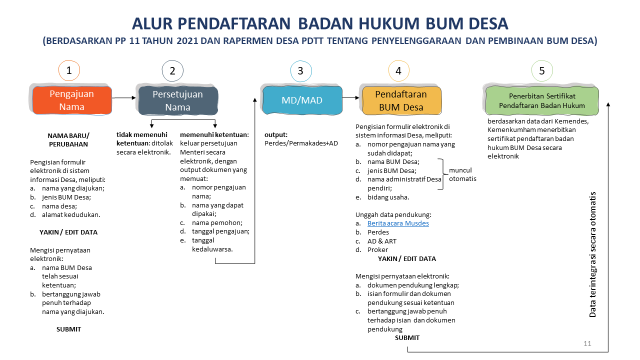 ALUR PENDAFTARAN BADAN HUKUM BUM DESA
(BERDASARKAN PP 11 TAHUN 2021 DAN RAPERMEN DESA PDTT TENTANG PENYELENGGARAAN DAN PEMBINAAN BUM DESA)
1
Pengajuan
Nama
NAMA BARU/
PERUBAHAN
Pengisian formulir
elektronik di sistem
informasi Desa, meliputi:
a. nama yang diajukan;
b. jenis BUM Desa;
c. nama desa;
d. alamat kedudukan.
YAKIN / EDIT DATA
Mengisi pernyataan
elektronik:
a. nama BUM Desa
telah sesuai
ketentuan;
b. bertanggung jawab
penuh terhadap
nama yang diajukan.
SUBMIT
2
Persetujuan
Nama
tidak memenuhi
ketentuan: ditolak
secara elektronik.
memenuhi ketentuan:
keluar persetujuan
Menteri secara
elektronik, dengan
output dokumen yang
memuat:
a. nomor pengajuan
nama;
b. nama yang dapat
dipakai;
c. nama pemohon;
d. tanggal pengajuan;
e. tanggal
kedaluwarsa.
3
MD/MAD
output:
Perdes/Permakades+AD
4
Pendaftaran
BUM Desa
Pengisian formulir elektronik di
sistem informasi Desa, meliputi:
a. nomor pengajuan nama yang
sudah didapat;
b. nama BUM Desa;
c. jenis BUM Desa;
d. nama administratif Desa
pendiri;
e. bidang usaha.
muncul
otomatis
Unggah data pendukung:
a. Berita acara Musdes
b. Perdes
c. AD & ART
d. Proker
YAKIN / EDIT DATA
Mengisi pernyataan elektronik:
a. dokumen pendukung lengkap;
b. isian formulir dan dokumen
pendukung sesuai ketentuan
c. bertanggung jawab penuh
terhadap isian dan dokumen
pendukung
SUBMIT
5
Penerbitan Sertifikat
Pendaftaran Badan Hukum
berdasarkan data dari Kemendes,
Kemenkumham menerbitkan
sertifikat pendaftaran badan
hukum BUM Desa secara
elektronik
Data terintegrasi secara otomatis
11